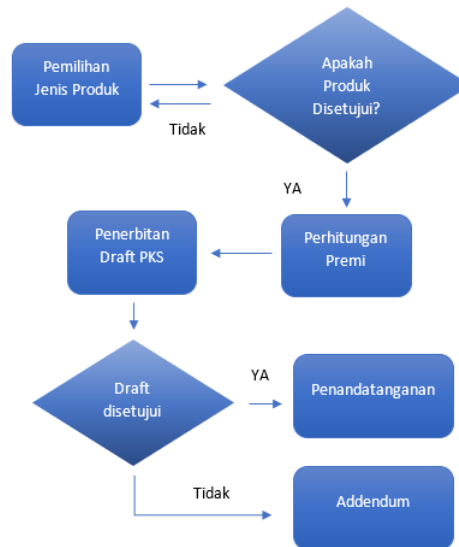 Pemilihan
Jenis Produk
Apakah
Produk
Disetujui?
Tidak
YA
Penerbitan
Draft PKS
Perhitungan
Premi
Draft
disetujui
YA
Penandatanganan
Tidak
Addendum